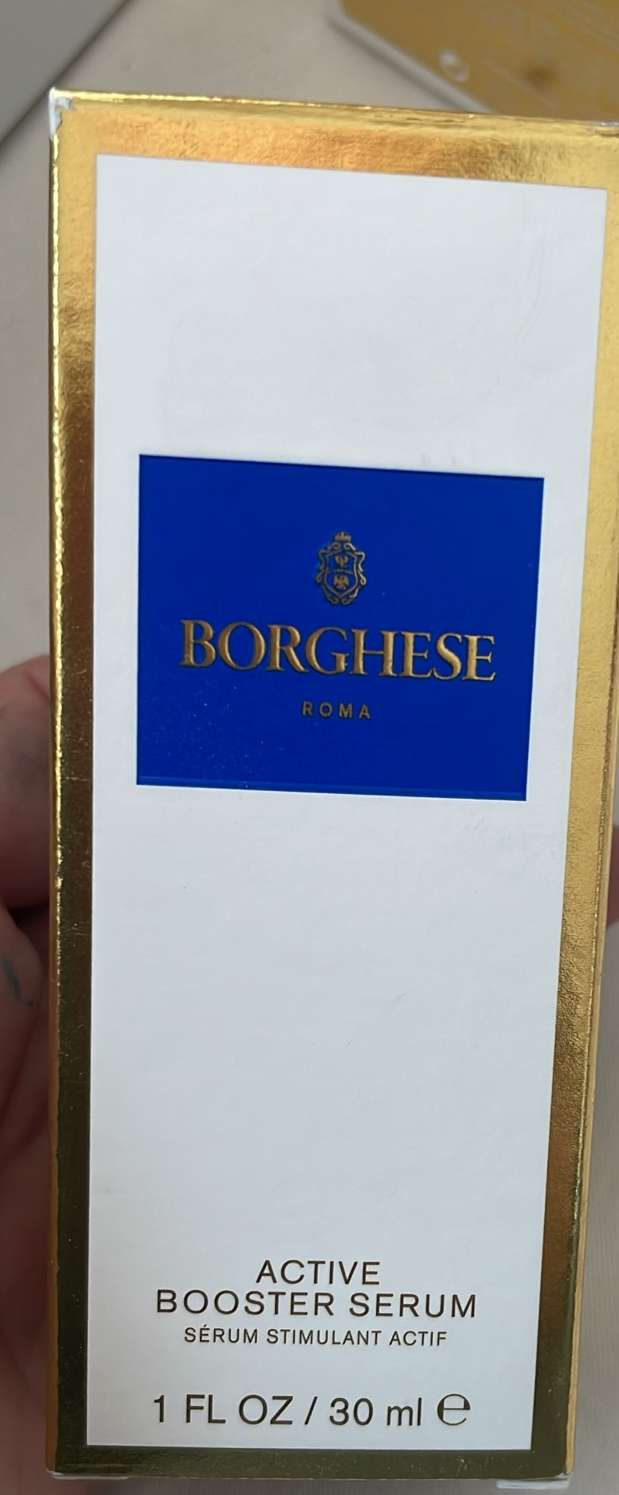 BORGHESE
ROMA
ACTIVE
BOOSTER SERUM
SÉRUM STIMULANT ACTIF
1 FL OZ / 30 ml ℮